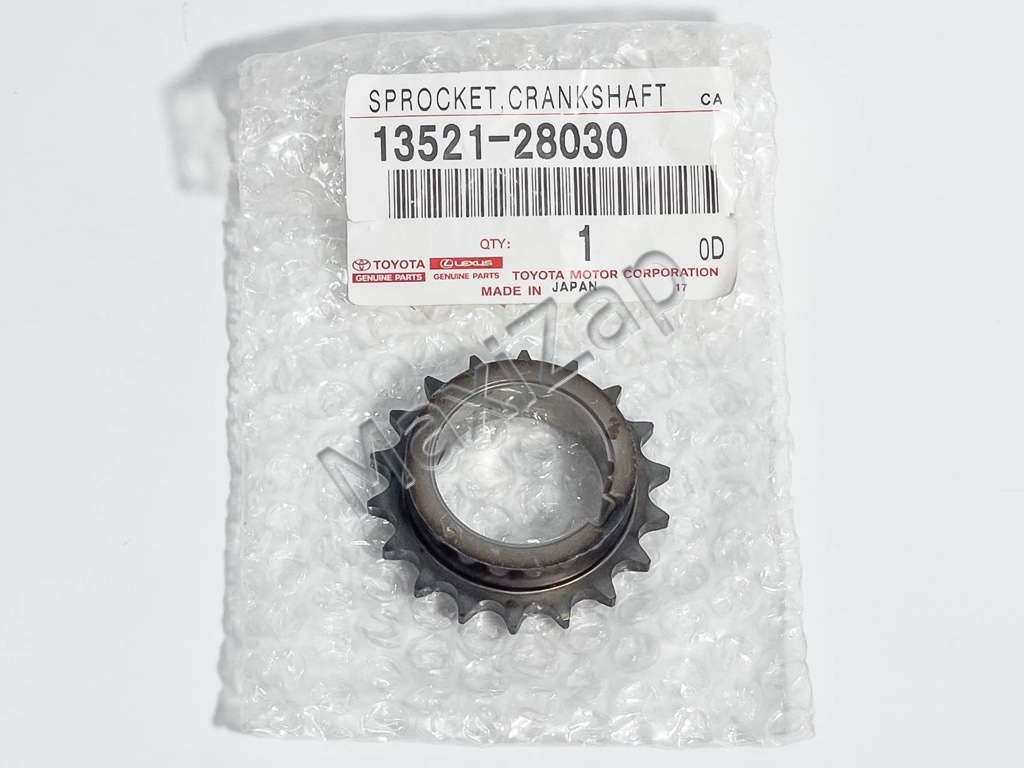 SPROCKET,CRANKSHAFT CA
13521-28030
QTY: 1 0D
TOYOTA LEXUS
GENUINE PARTS GENUINE PARTS TOYOTA MOTOR CORPORATION
MADE IN JAPAN 17
MaxiZap